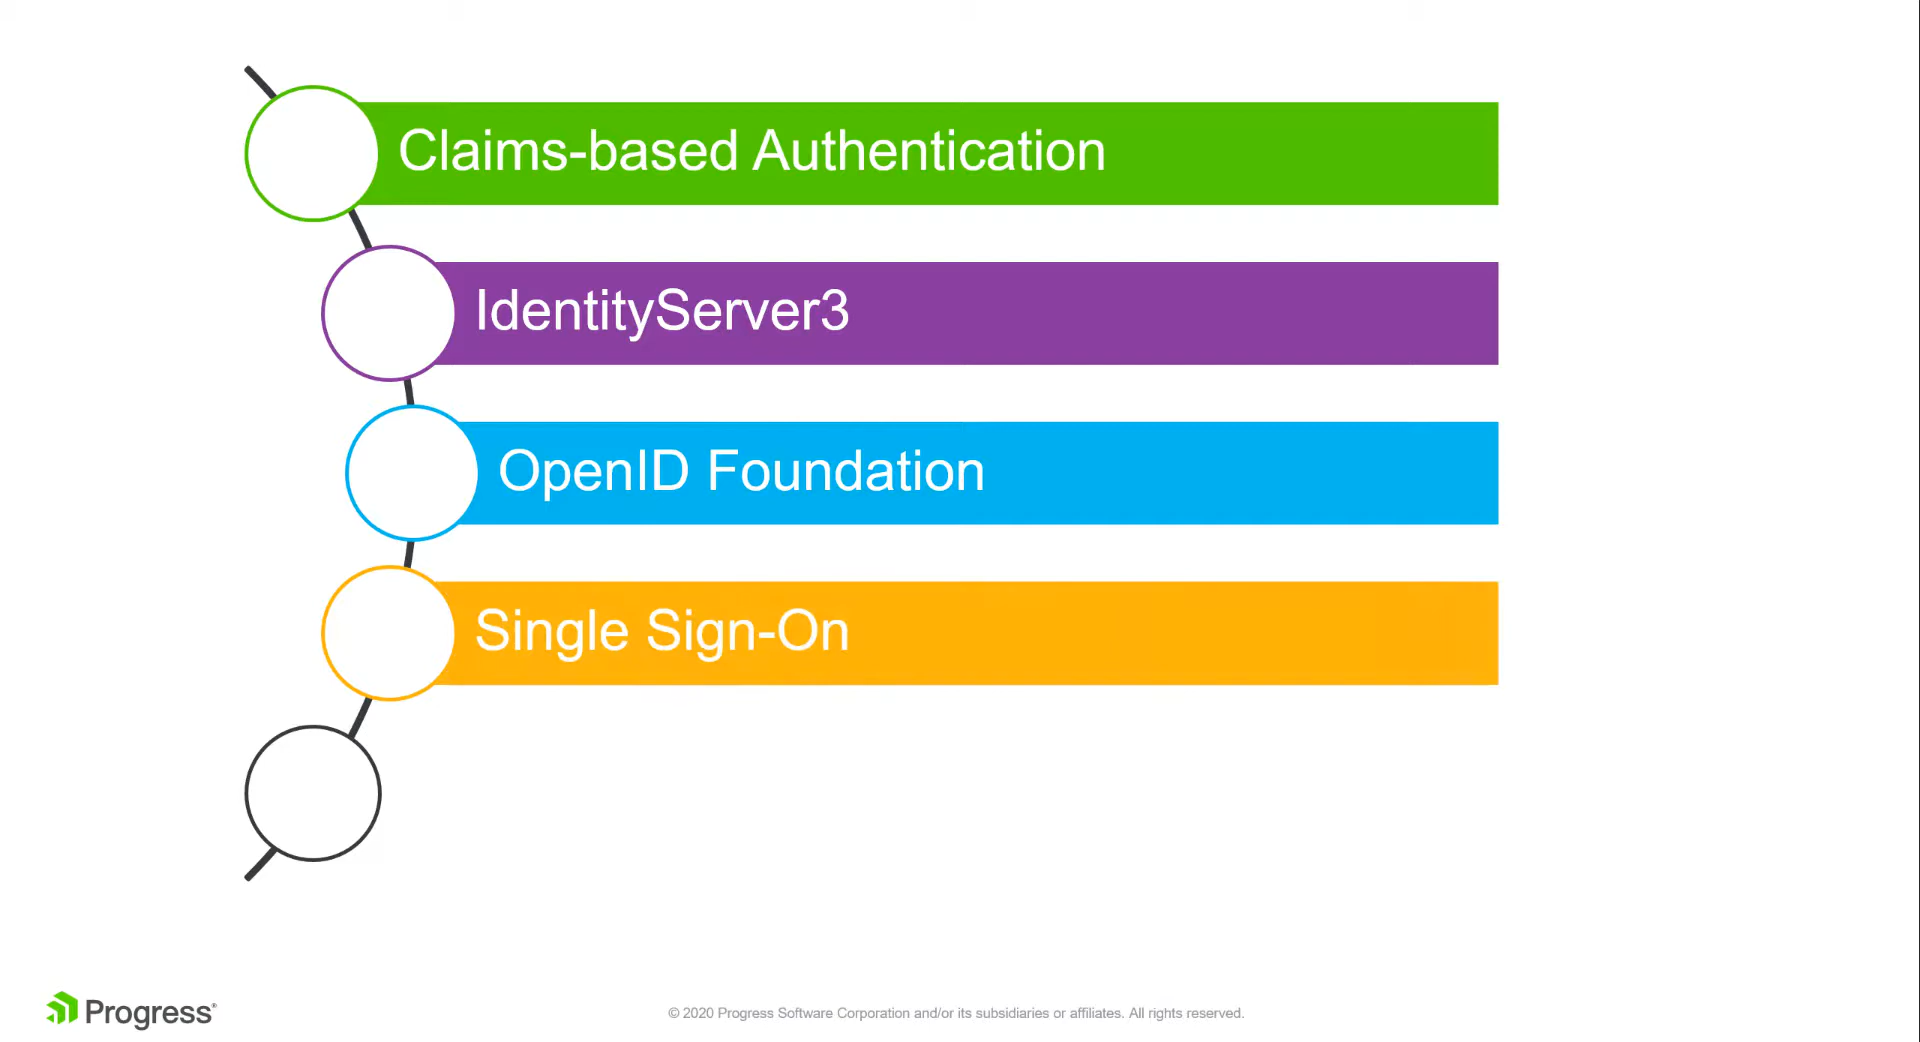 Claims-based Authentication
IdentityServer3
OpenID Foundation
Single Sign-On
Progress®
© 2020 Progress Software Corporation and/or its subsidiaries or affiliates. All rights reserved.